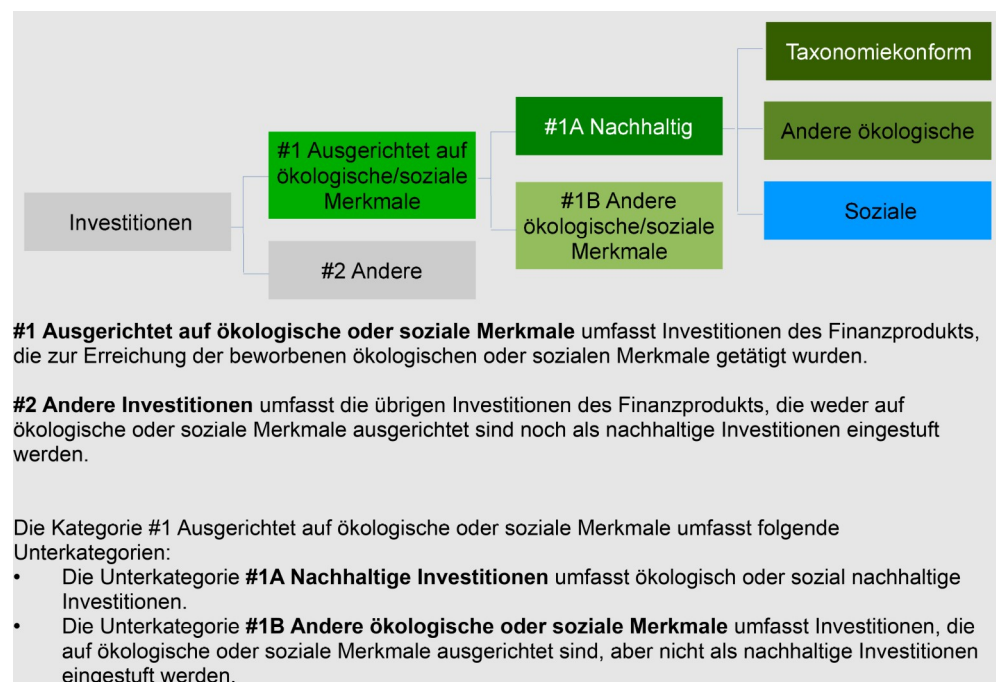 Taxonomiekonform
#1A Nachhaltig
Andere ökologische
#1 Ausgerichtet auf
ökologische/soziale
Merkmale
#1B Andere
ökologische/soziale
Merkmale
Soziale
Investitionen
#2 Andere
#1 Ausgerichtet auf ökologische oder soziale Merkmale umfasst Investitionen des Finanzprodukts,
die zur Erreichung der beworbenen ökologischen oder sozialen Merkmale getätigt wurden.
#2 Andere Investitionen umfasst die übrigen Investitionen des Finanzprodukts, die weder auf
ökologische oder soziale Merkmale ausgerichtet sind noch als nachhaltige Investitionen eingestuft
werden.
Die Kategorie #1 Ausgerichtet auf ökologische oder soziale Merkmale umfasst folgende
Unterkategorien:
• Die Unterkategorie #1A Nachhaltige Investitionen umfasst ökologisch oder sozial nachhaltige
Investitionen.
• Die Unterkategorie #1B Andere ökologische oder soziale Merkmale umfasst Investitionen, die
auf ökologische oder soziale Merkmale ausgerichtet sind, aber nicht als nachhaltige Investitionen
eingestuft werden.